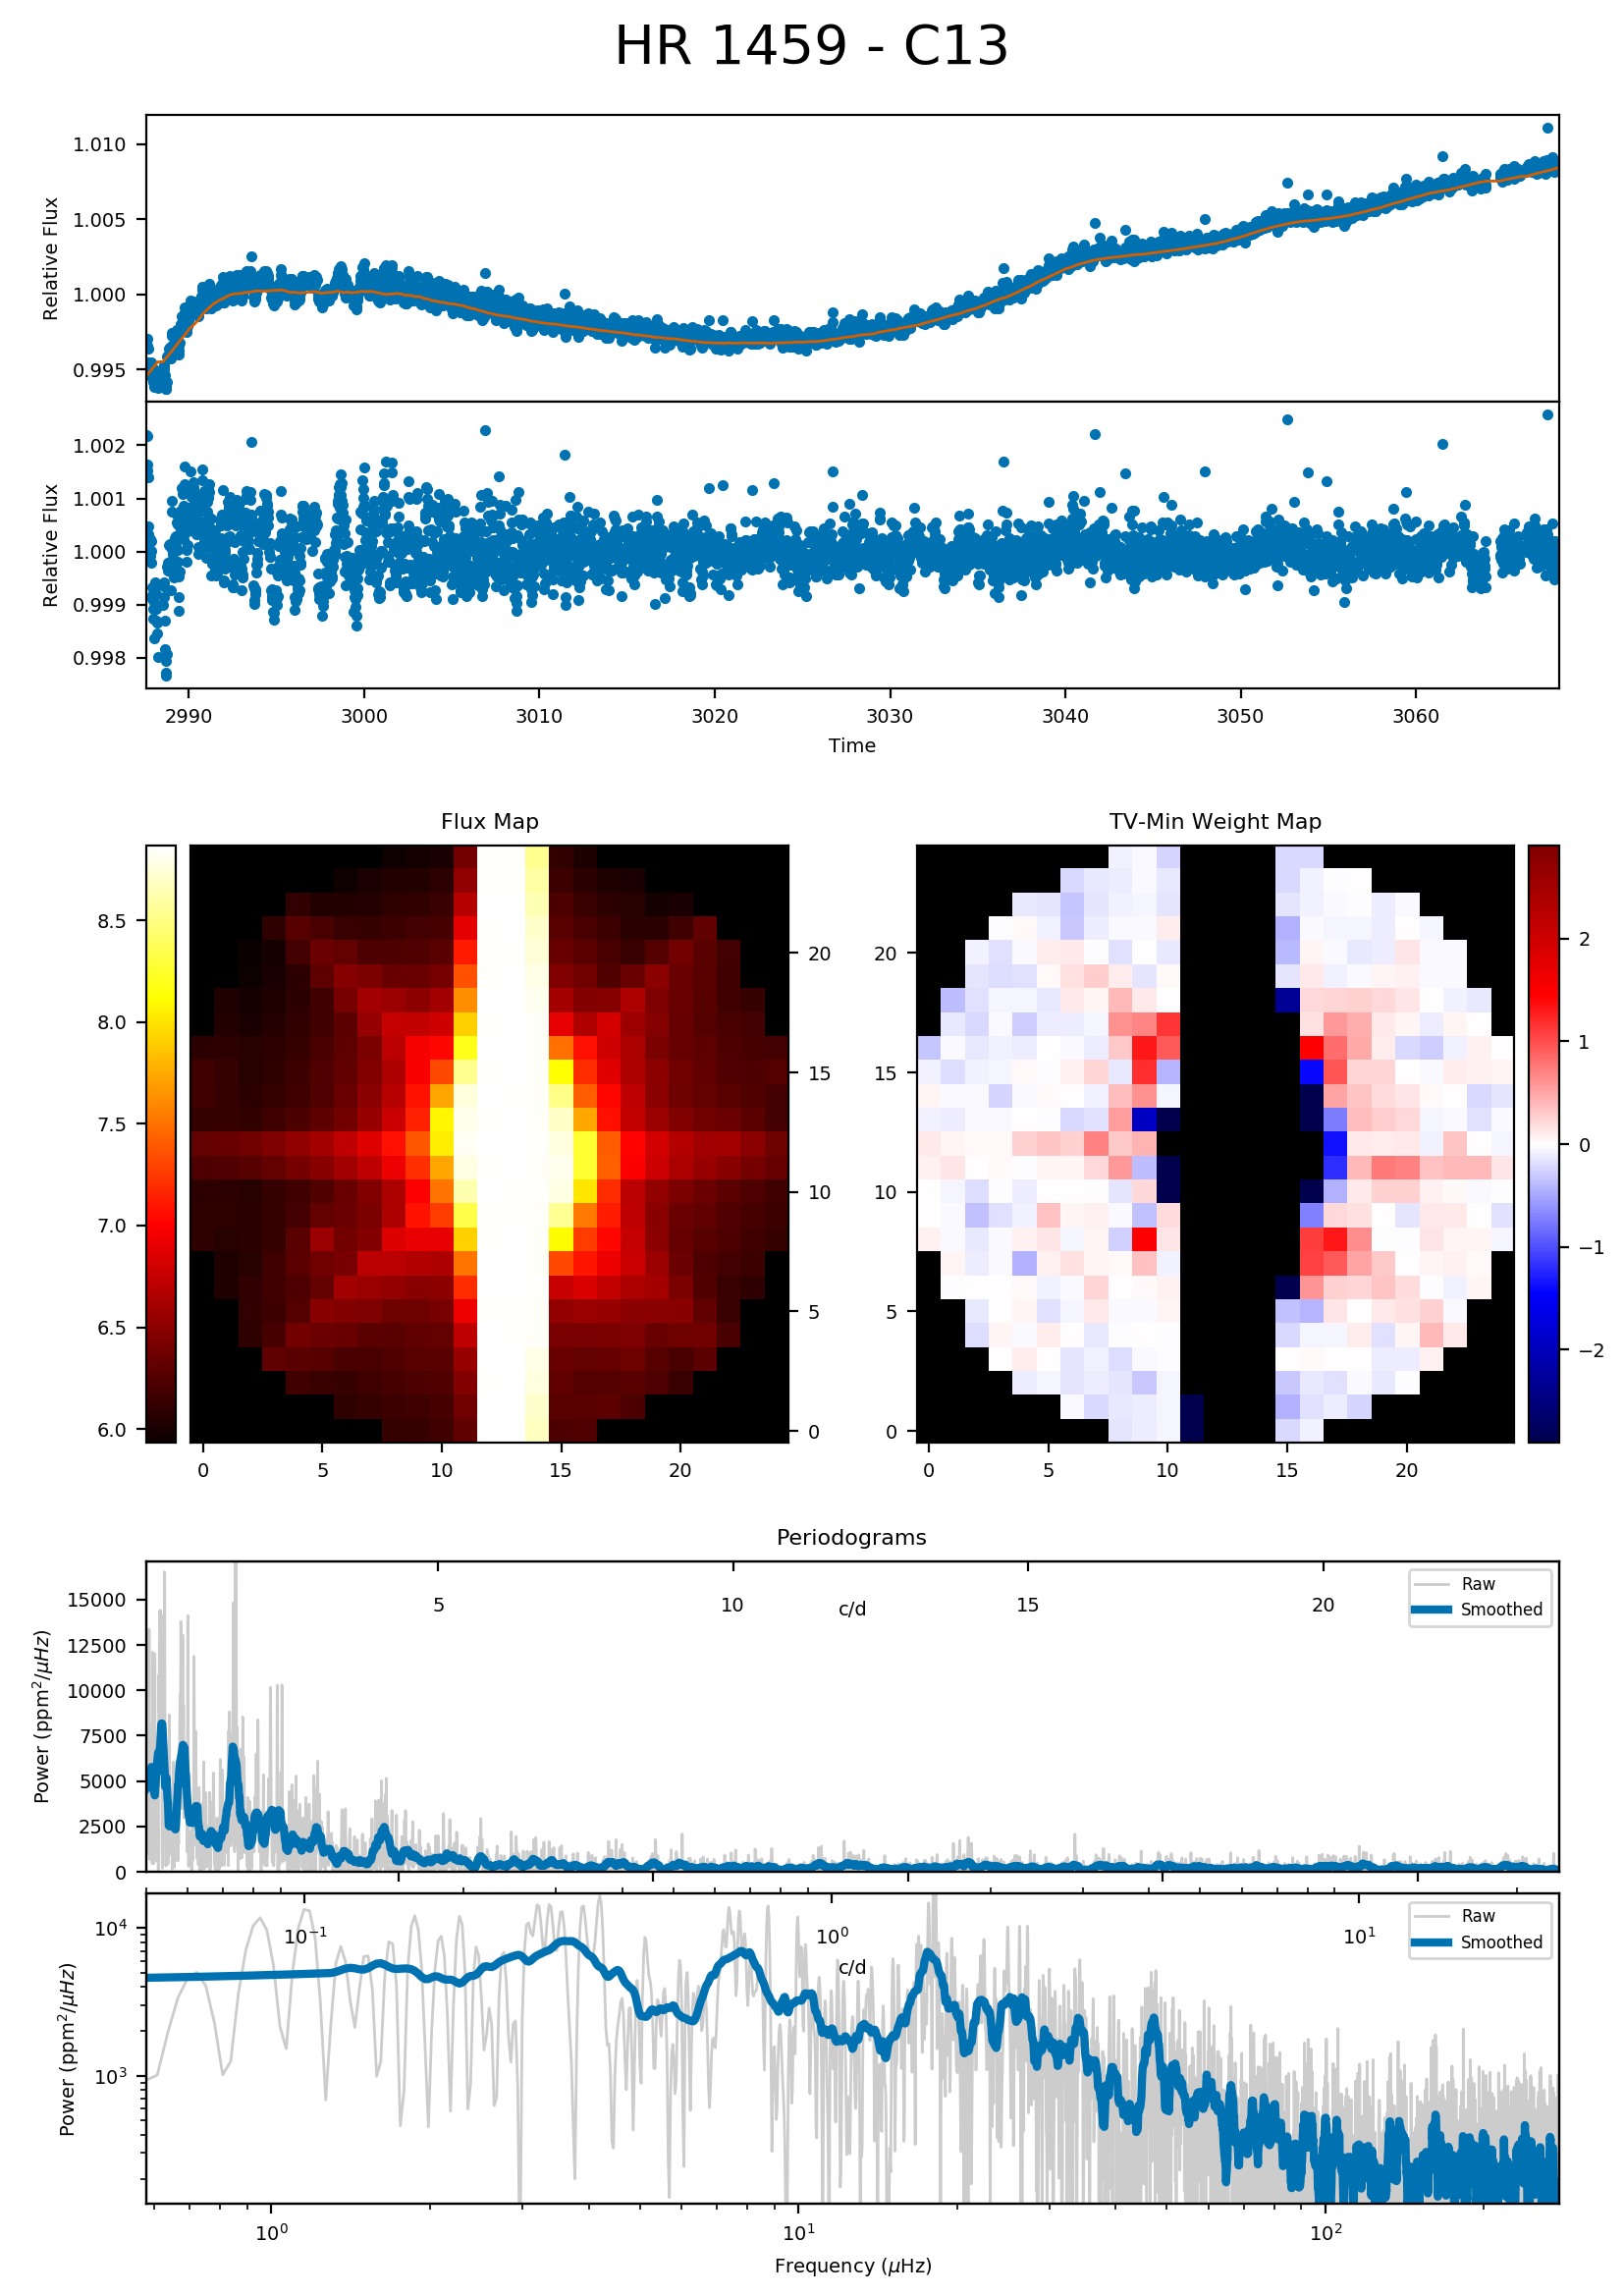 HR 1459 - C13
1.010
1.005
1.000
0.995
Relative Flux
1.002
1.001
1.000
0.999
0.998
Relative Flux
2990 3000 3010 3020 3030 3040 3050 3060
Time
Flux Map
8.5
8.0
7.5
7.0
6.5
6.0
20
15
10
5
0
0 5 10 15 20
TV-Min Weight Map
20
15
10
5
0
0 5 10 15 20
2
1
0
−1
−2
Periodograms
15000
12500
10000
7500
5000
2500
0
Power (ppm²/μHz)
5 10 15 20
c/d
Raw
Smoothed
10⁴
10³
Power (ppm²/μHz)
10⁻¹ 10⁰ 10¹
c/d
Raw
Smoothed
10⁰ 10¹ 10²
Frequency (μHz)